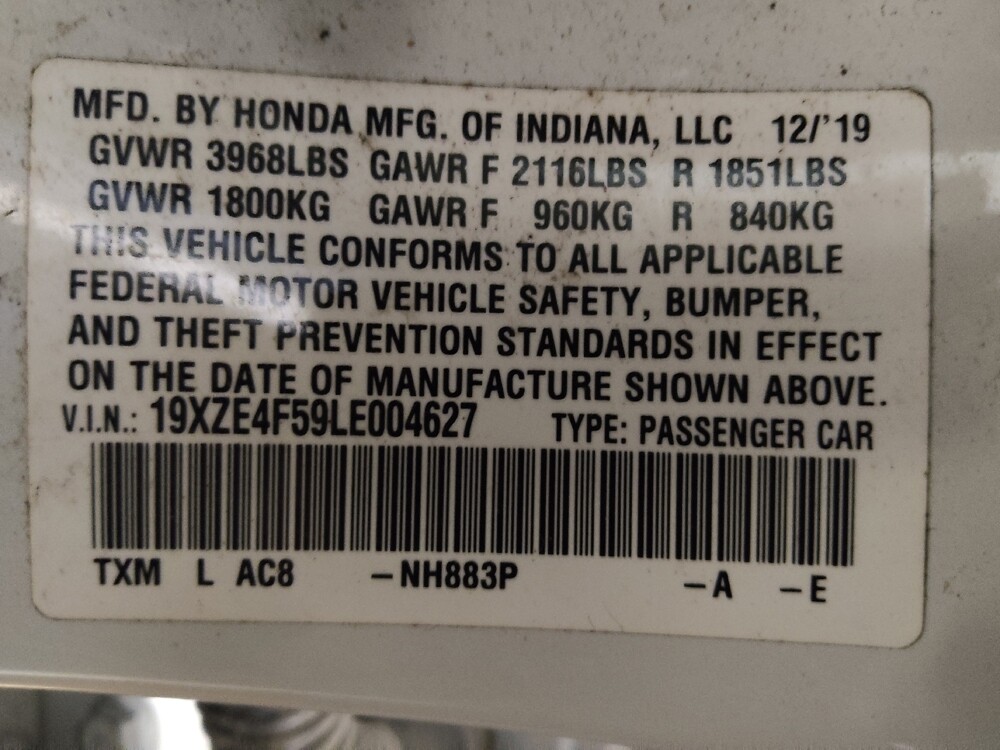 MFD. BY HONDA MFG. OF INDIANA, LLC 12/'19
GVWR 3968LBS GAWR F 2116LBS R 1851LBS
GVWR 1800KG GAWR F 960KG R 840KG
THIS VEHICLE CONFORMS TO ALL APPLICABLE
FEDERAL MOTOR VEHICLE SAFETY, BUMPER,
AND THEFT PREVENTION STANDARDS IN EFFECT
ON THE DATE OF MANUFACTURE SHOWN ABOVE.
V.I.N.: 19XZE4F59LE004627 TYPE: PASSENGER CAR
TXM L AC8 -NH883P -A -E